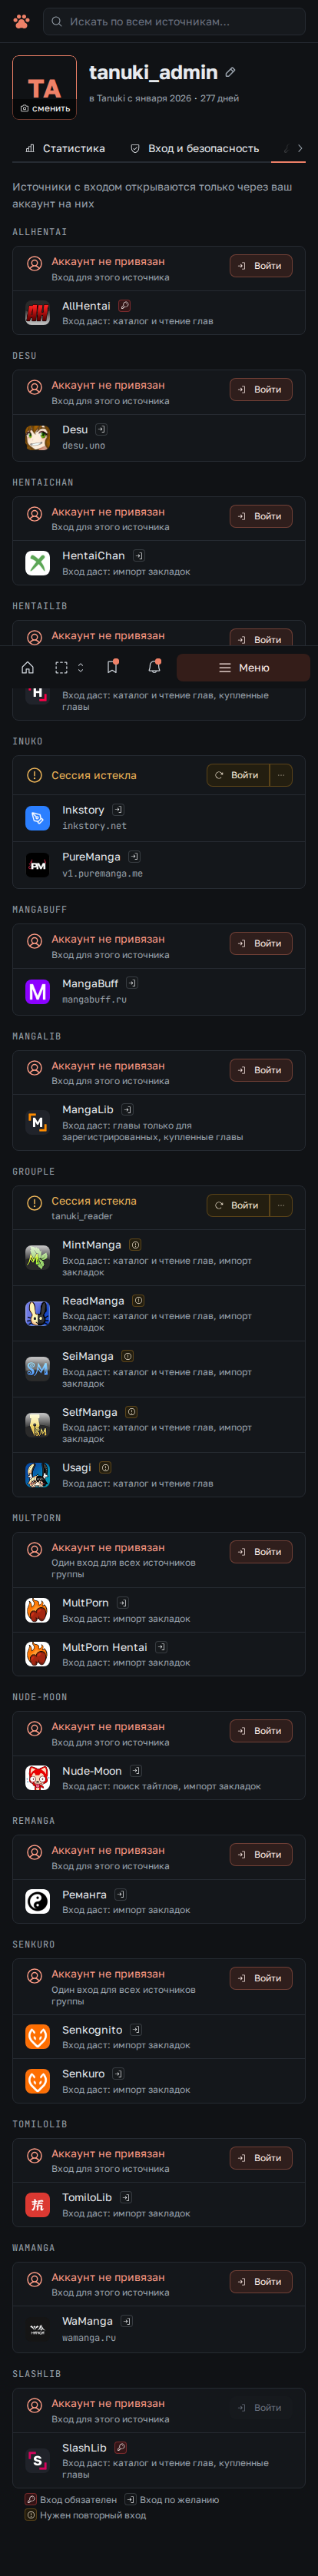 Искать по всем источникам...
TA
сменить
tanuki_admin
в Tanuki с января 2026 · 277 дней
Статистика
Вход и безопасность
Источники с входом открываются только через ваш
аккаунт на них
ALLHENTAI
Аккаунт не привязан
Вход для этого источника
Войти
AllHentai
Вход даст: каталог и чтение глав
DESU
Аккаунт не привязан
Вход для этого источника
Войти
Desu
desu.uno
HENTAICHAN
Аккаунт не привязан
Вход для этого источника
Войти
HentaiChan
Вход даст: импорт закладок
HENTAILIB
Аккаунт не привязан
Войти
Меню
Вход даст: каталог и чтение глав, купленные
главы
INUKO
Сессия истекла
Войти
Inkstory
inkstory.net
PureManga
v1.puremanga.me
MANGABUFF
Аккаунт не привязан
Вход для этого источника
Войти
MangaBuff
mangabuff.ru
MANGALIB
Аккаунт не привязан
Вход для этого источника
Войти
MangaLib
Вход даст: главы только для
зарегистрированных, купленные главы
GROUPLE
Сессия истекла
tanuki_reader
Войти
MintManga
Вход даст: каталог и чтение глав, импорт
закладок
ReadManga
Вход даст: каталог и чтение глав, импорт
закладок
SeiManga
Вход даст: каталог и чтение глав, импорт
закладок
SelfManga
Вход даст: каталог и чтение глав, импорт
закладок
Usagi
Вход даст: каталог и чтение глав
MULTPORN
Аккаунт не привязан
Один вход для всех источников
группы
Войти
MultPorn
Вход даст: импорт закладок
MultPorn Hentai
Вход даст: импорт закладок
NUDE-MOON
Аккаунт не привязан
Вход для этого источника
Войти
Nude-Moon
Вход даст: поиск тайтлов, импорт закладок
REMANGA
Аккаунт не привязан
Вход для этого источника
Войти
Реманга
Вход даст: импорт закладок
SENKURO
Аккаунт не привязан
Один вход для всех источников
группы
Войти
Senkognito
Вход даст: импорт закладок
Senkuro
Вход даст: импорт закладок
TOMILOLIB
Аккаунт не привязан
Вход для этого источника
Войти
TomiloLib
Вход даст: импорт закладок
WAMANGA
Аккаунт не привязан
Вход для этого источника
Войти
WaManga
wamanga.ru
SLASHLIB
Аккаунт не привязан
Вход для этого источника
Войти
SlashLib
Вход даст: каталог и чтение глав, купленные
главы
Вход обязателен
Вход по желанию
Нужен повторный вход